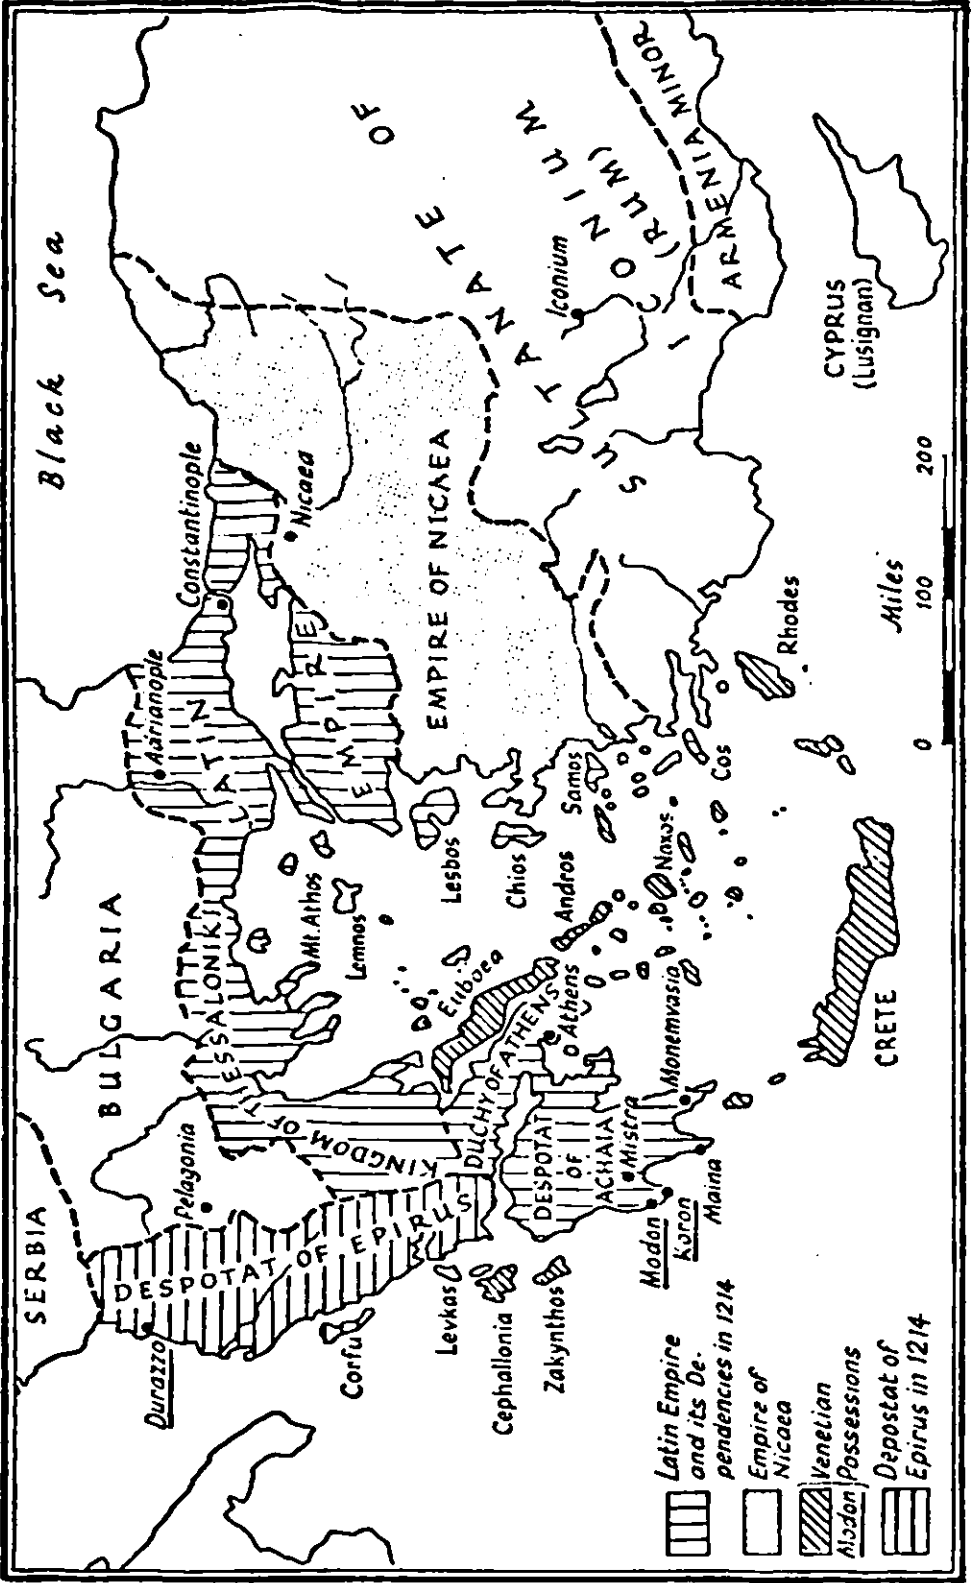 Black Sea
SERBIA
BULGARIA
Durazzo
Pelagonia
Adrianople
Constantinople
Nicaea
DESPOTAT OF EPIRUS
KINGDOM OF THESSALONIKI
LATIN EMPIRE
EMPIRE OF NICAEA
SULTANATE OF ICONIUM
(RUM)
Iconium
ARMENIA MINOR
CYPRUS
(Lusignan)
Corfu
Levkas
Cephallonia
Zakynthos
DUCHY OF ATHENS
Athens
DESPOTAT
OF
ACHAIA
Mistra
Modon
Koron
Maina
Monemvasia
Euboea
Mt. Athos
Lemnos
Lesbos
Chios
Andros
Samos
Naxos
Cos
Rhodes
CRETE
0 100 200
Miles
Latin Empire
and its De-
pendencies in 1214
Empire of
Nicaea
Venetian
Modon Possessions
Depostat of
Epirus in 1214